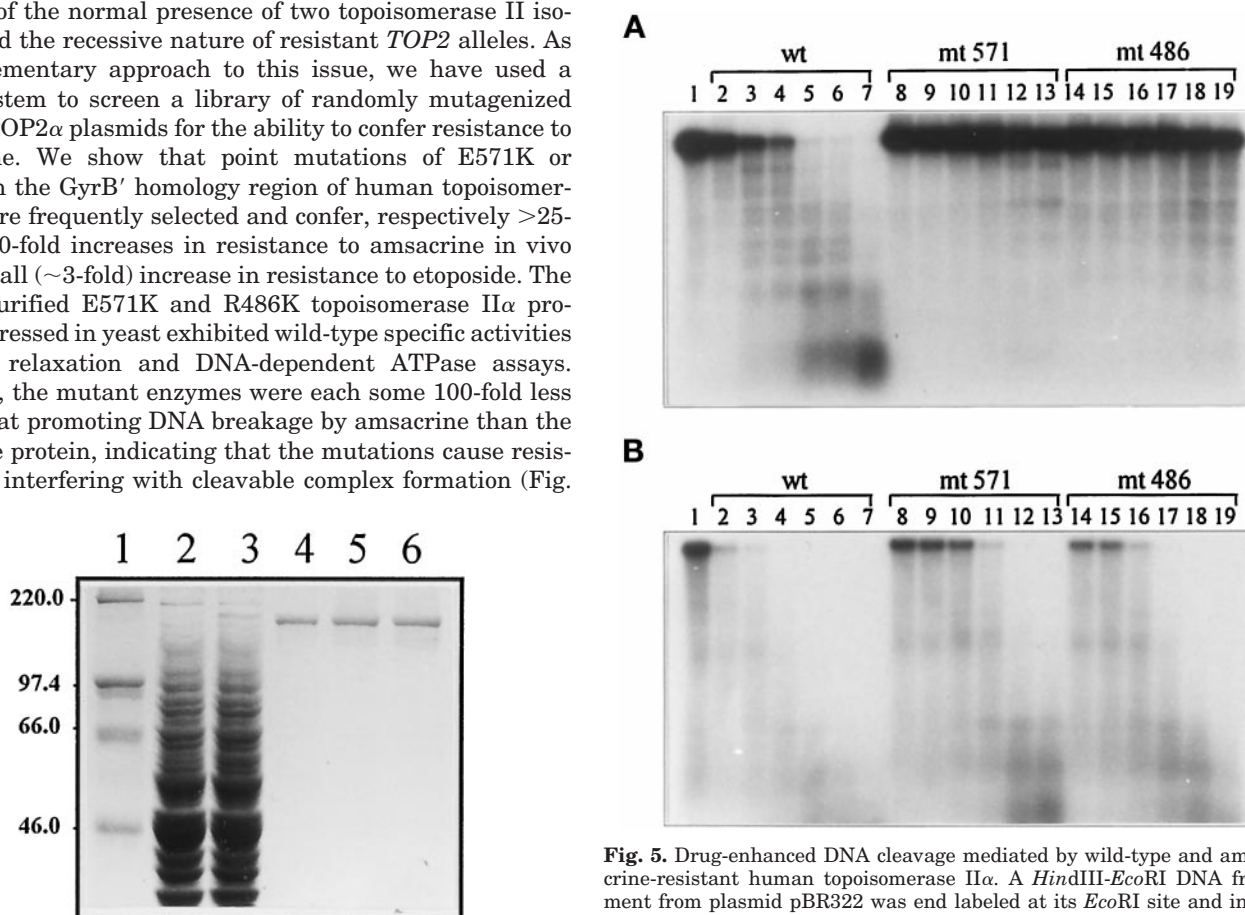 of the normal presence of two topoisomerase II iso-
d the recessive nature of resistant TOP2 alleles. As
ementary approach to this issue, we have used a
stem to screen a library of randomly mutagenized
OP2α plasmids for the ability to confer resistance to
e. We show that point mutations of E571K or
n the GyrB′ homology region of human topoisomer-
re frequently selected and confer, respectively >25-
0-fold increases in resistance to amsacrine in vivo
all (~3-fold) increase in resistance to etoposide. The
urified E571K and R486K topoisomerase IIα pro-
ressed in yeast exhibited wild-type specific activities
relaxation and DNA-dependent ATPase assays.
, the mutant enzymes were each some 100-fold less
at promoting DNA breakage by amsacrine than the
e protein, indicating that the mutations cause resis-
interfering with cleavable complex formation (Fig.
1 2 3 4 5 6
220.0
97.4
66.0
46.0
A
wt mt 571 mt 486
1 2 3 4 5 6 7 8 9 10 11 12 13 14 15 16 17 18 19
B
wt mt 571 mt 486
1 2 3 4 5 6 7 8 9 10 11 12 13 14 15 16 17 18 19
Fig. 5. Drug-enhanced DNA cleavage mediated by wild-type and am
crine-resistant human topoisomerase IIα. A HindIII-EcoRI DNA fr
ment from plasmid pBR322 was end labeled at its EcoRI site and in